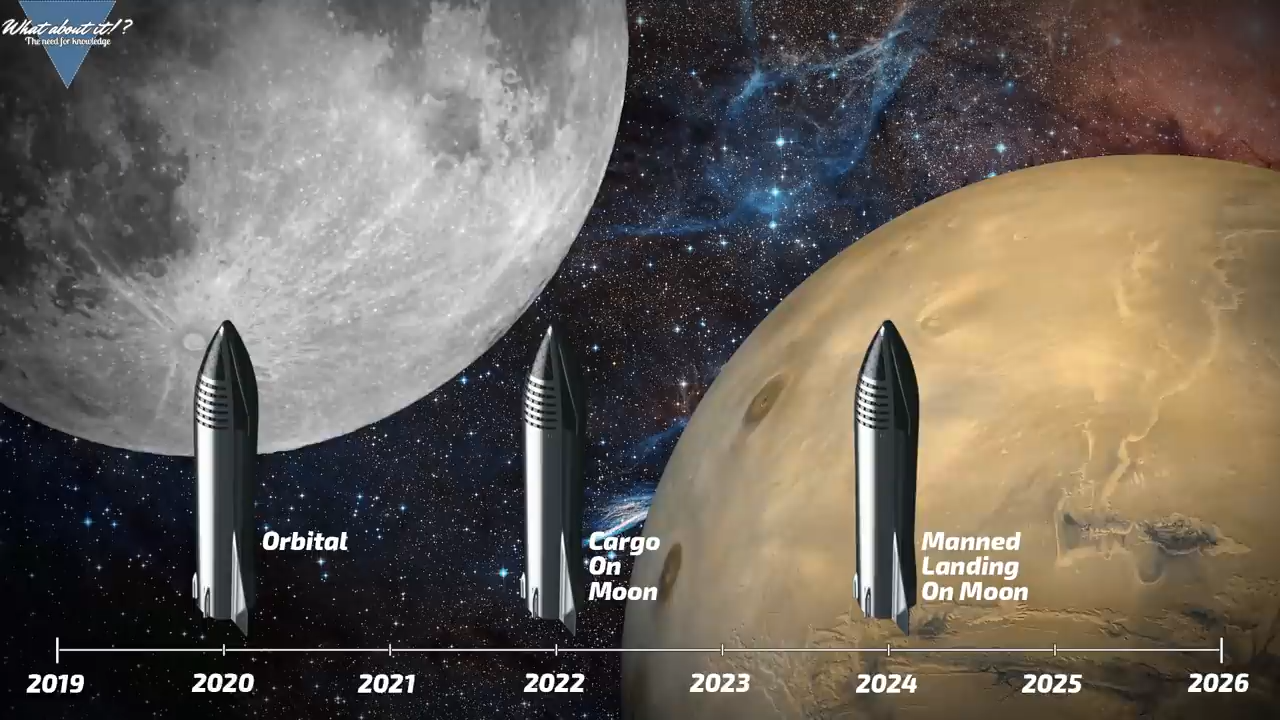 What about it!?
The need for knowledge
Orbital
Cargo
On
Moon
Manned
Landing
On Moon
2019
2020
2021
2022
2023
2024
2025
2026